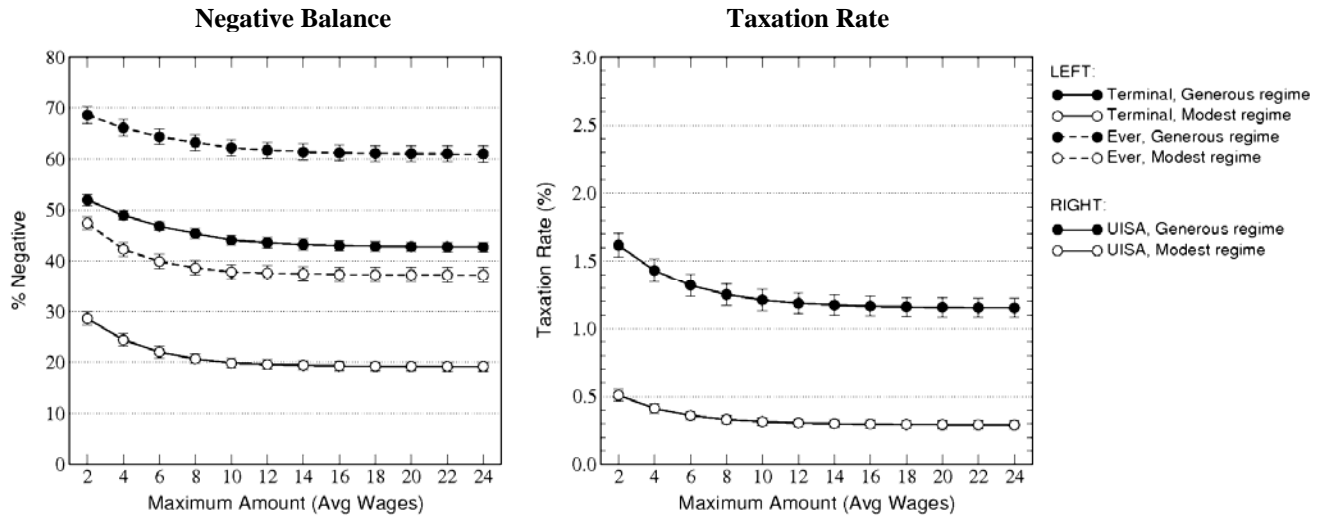 Negative Balance
% Negative
80
70
60
50
40
30
20
10
0
2 4 6 8 10 12 14 16 18 20 22 24
Maximum Amount (Avg Wages)
Taxation Rate
Taxation Rate (%)
3.0
2.5
2.0
1.5
1.0
0.5
0.0
2 4 6 8 10 12 14 16 18 20 22 24
Maximum Amount (Avg Wages)
LEFT:
Terminal, Generous regime
Terminal, Modest regime
Ever, Generous regime
Ever, Modest regime
RIGHT:
UISA, Generous regime
UISA, Modest regime